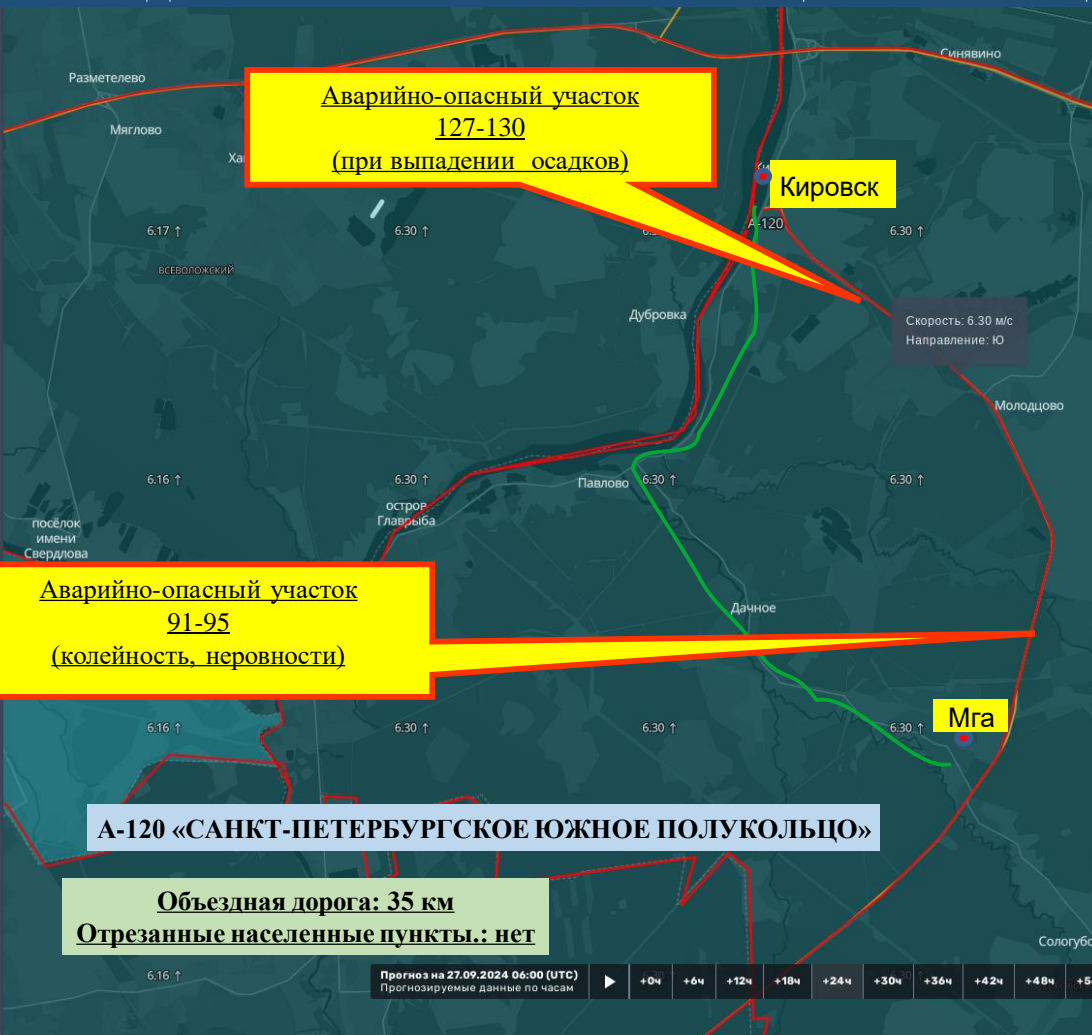 Синявино
Разметелево
Аварийно-опасный участок
127-130
(при выпадении осадков)
Мяглово
Кировск
6.17 ↑
6.30 ↑
А-120
6.30 ↑
ВСЕВОЛОЖСКИЙ
Дубровка
Скорость: 6.30 м/с
Направление: Ю
Молодцово
6.16 ↑
6.30 ↑
Павлово
6.30 ↑
6.30 ↑
остров
Главрыба
посёлок
имени
Свердлова
Аварийно-опасный участок
91-95
(колейность, неровности)
Дачное
Мга
6.16 ↑
6.30 ↑
6.30 ↑
6.30 ↑
А-120 «САНКТ-ПЕТЕРБУРГСКОЕ ЮЖНОЕ ПОЛУКОЛЬЦО»
Объездная дорога: 35 км
Отрезанные населенные пункты.: нет
6.16 ↑
Прогноз на 27.09.2024 06:00 (UTC)
Прогнозируемые данные по часам
+0ч +6ч +12ч +18ч +24ч +30ч +36ч +42ч +48ч